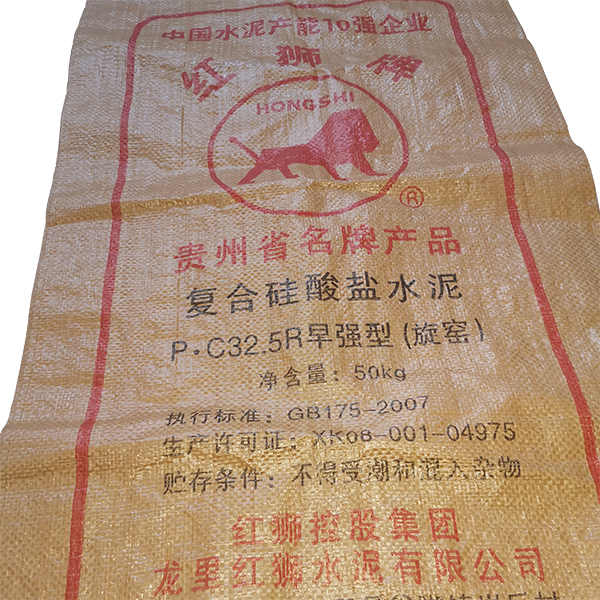 中国水泥产能10强企业
红狮牌
HONGSHI
®
贵州省名牌产品
复合硅酸盐水泥
P·C32.5R早强型(旋窑)
净含量：50kg
执行标准：GB175-2007
生产许可证：XK08-001-04975
贮存条件：不得受潮和混入杂物
红狮控股集团
龙里红狮水泥有限公司